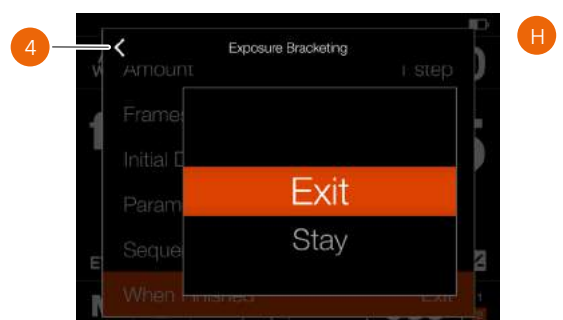 4
H
Exposure Bracketing
Amount 1 step
Frame
Initial D
Param
Exit
Seque
Stay
When Finished Exit